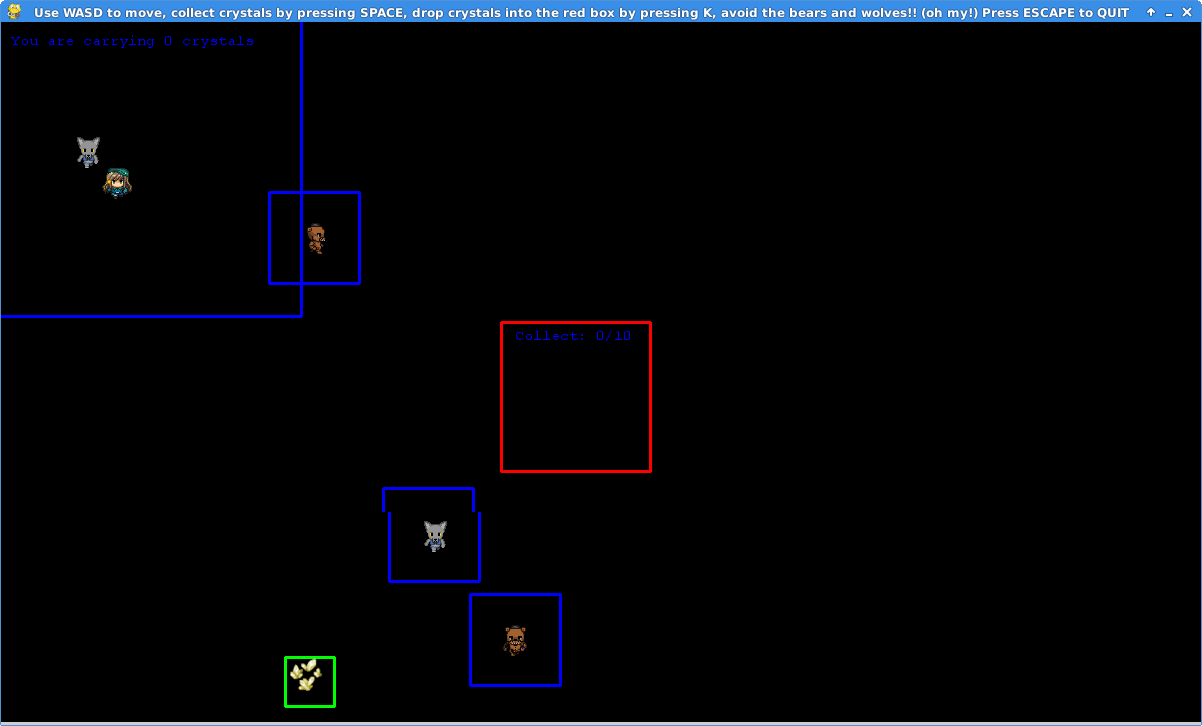 Use WASD to move, collect crystals by pressing SPACE, drop crystals into the red box by pressing K, avoid the bears and wolves!! (oh my!) Press ESCAPE to QUIT
You are carrying 0 crystals
Collect: 0/10